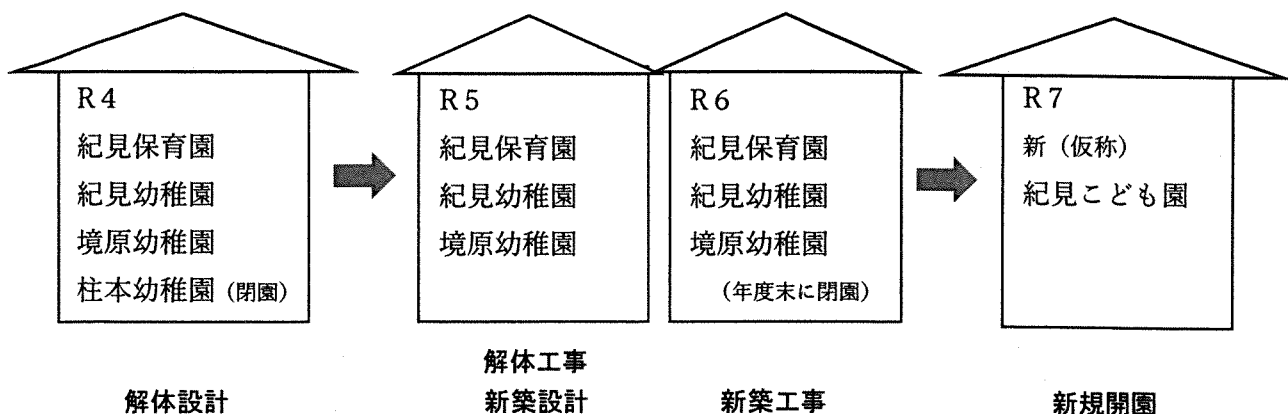 R4
紀見保育園
紀見幼稚園
境原幼稚園
柱本幼稚園（閉園）
解体設計
R5
紀見保育園
紀見幼稚園
境原幼稚園
解体工事
新築設計
R6
紀見保育園
紀見幼稚園
境原幼稚園
（年度末に閉園）
新築工事
R7
新（仮称）
紀見こども園
新規開園